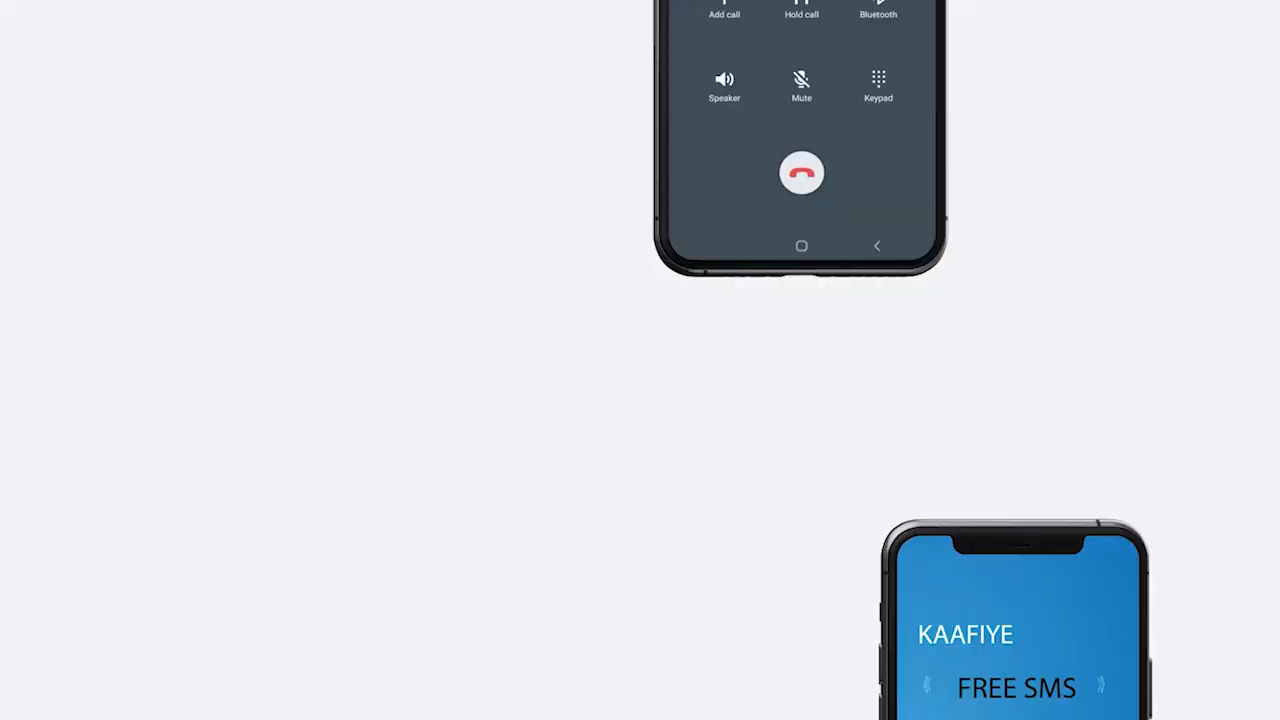 Add call Hold call Bluetooth
Speaker Mute Keypad
KAAFIYE
FREE SMS